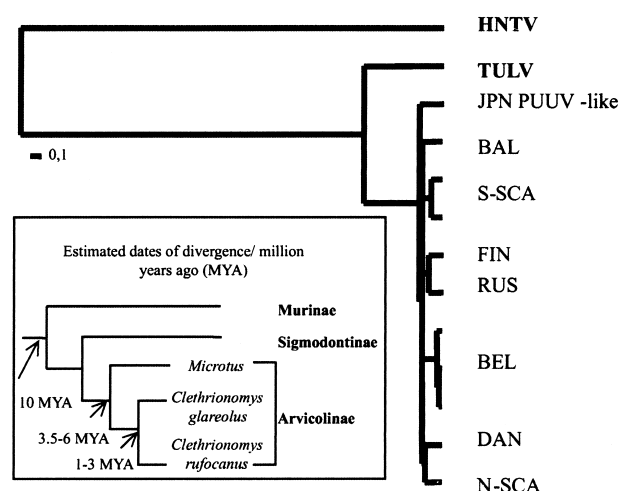 HNTV
TULV
JPN PUUV -like
BAL
0,1
S-SCA
FIN
RUS
BEL
DAN
N-SCA
Estimated dates of divergence/ million
years ago (MYA)
Murinae
Sigmodontinae
Microtus
10 MYA
Clethrionomys
glareolus
Arvicolinae
3.5-6 MYA
Clethrionomys
rufocanus
1-3 MYA